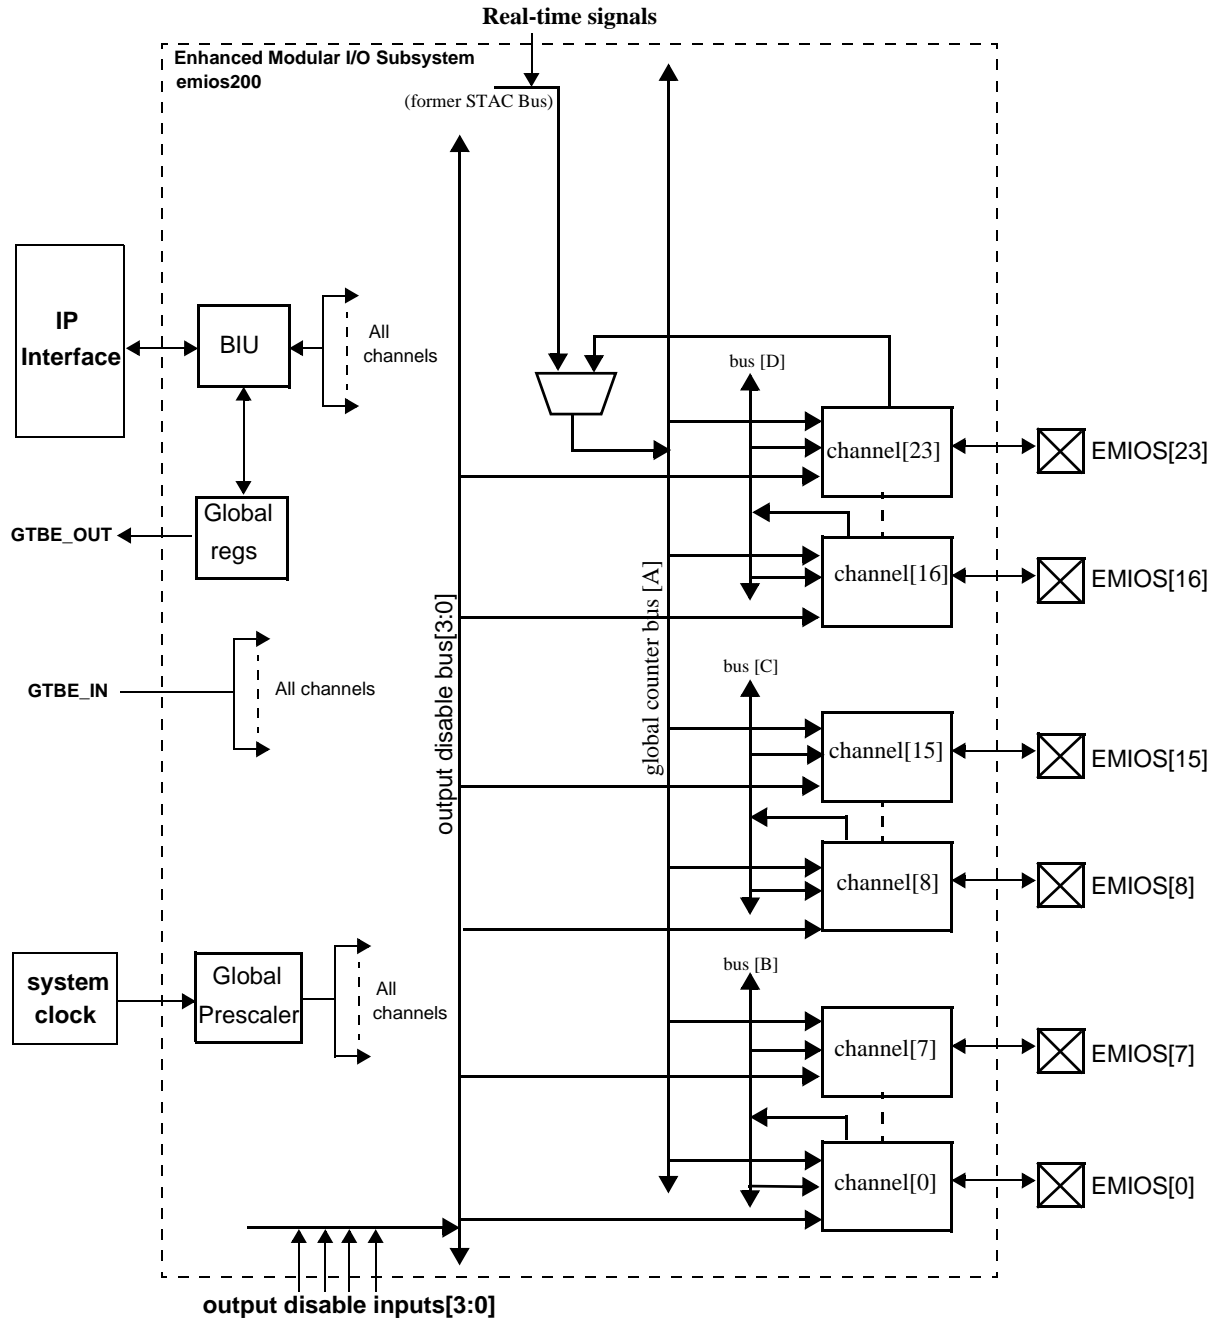 Real-time signals
Enhanced Modular I/O Subsystem
emios200
(former STAC Bus)
IP
Interface
BIU
All
channels
bus [D]
channel[23]
EMIOS[23]
Global
regs
GTBE_OUT
channel[16]
EMIOS[16]
output disable bus[3:0]
global counter bus [A]
GTBE_IN
All channels
bus [C]
channel[15]
EMIOS[15]
channel[8]
EMIOS[8]
system
clock
Global
Prescaler
All
channels
bus [B]
channel[7]
EMIOS[7]
channel[0]
EMIOS[0]
output disable inputs[3:0]